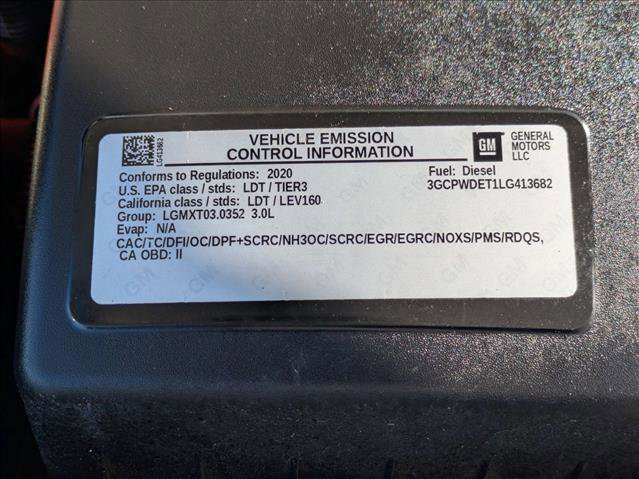 LG413682
VEHICLE EMISSION
CONTROL INFORMATION
GM
GENERAL
MOTORS
LLC
Conforms to Regulations: 2020
Fuel: Diesel
U.S. EPA class / stds: LDT / TIER3
3GCPWDET1LG413682
California class / stds: LDT / LEV160
Group: LGMXT03.0352 3.0L
Evap: N/A
CAC/TC/DFI/OC/DPF+SCRC/NH3OC/SCRC/EGR/EGRC/NOXS/PMS/RDQS,
CA OBD: II